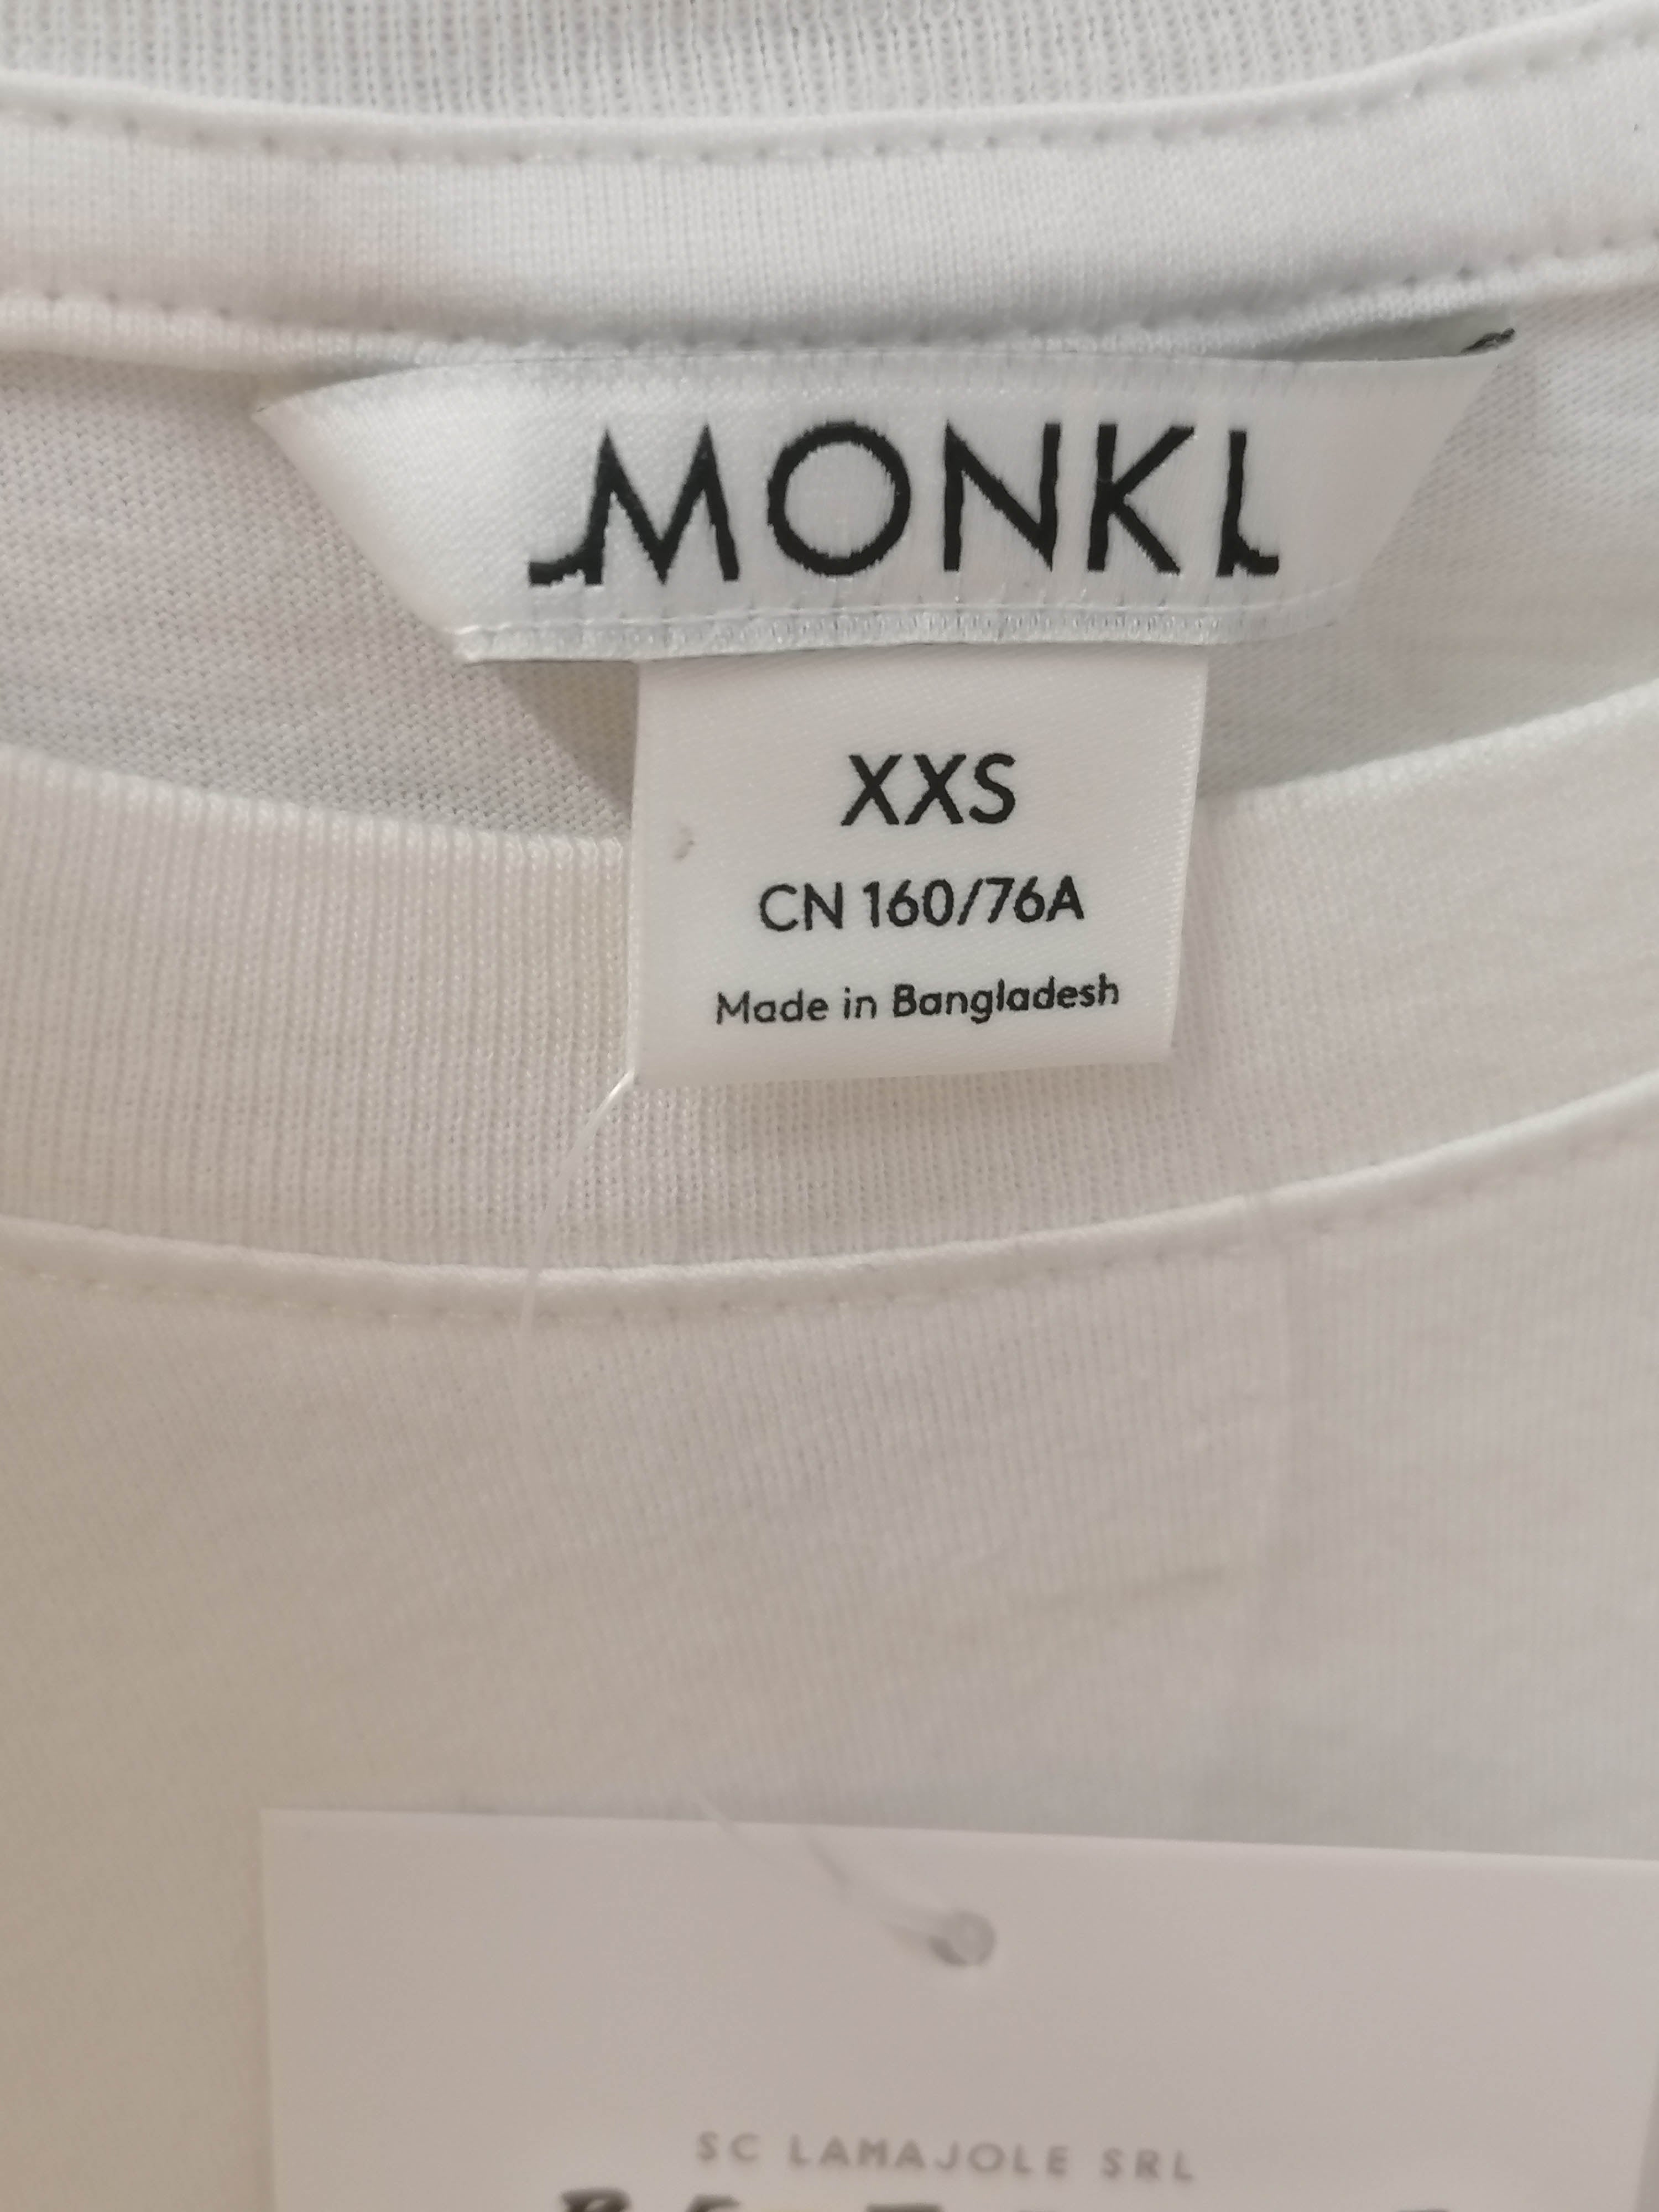 MONKI
XXS
CN 160/76A
Made in Bangladesh
SC LAMAJOLE SRL